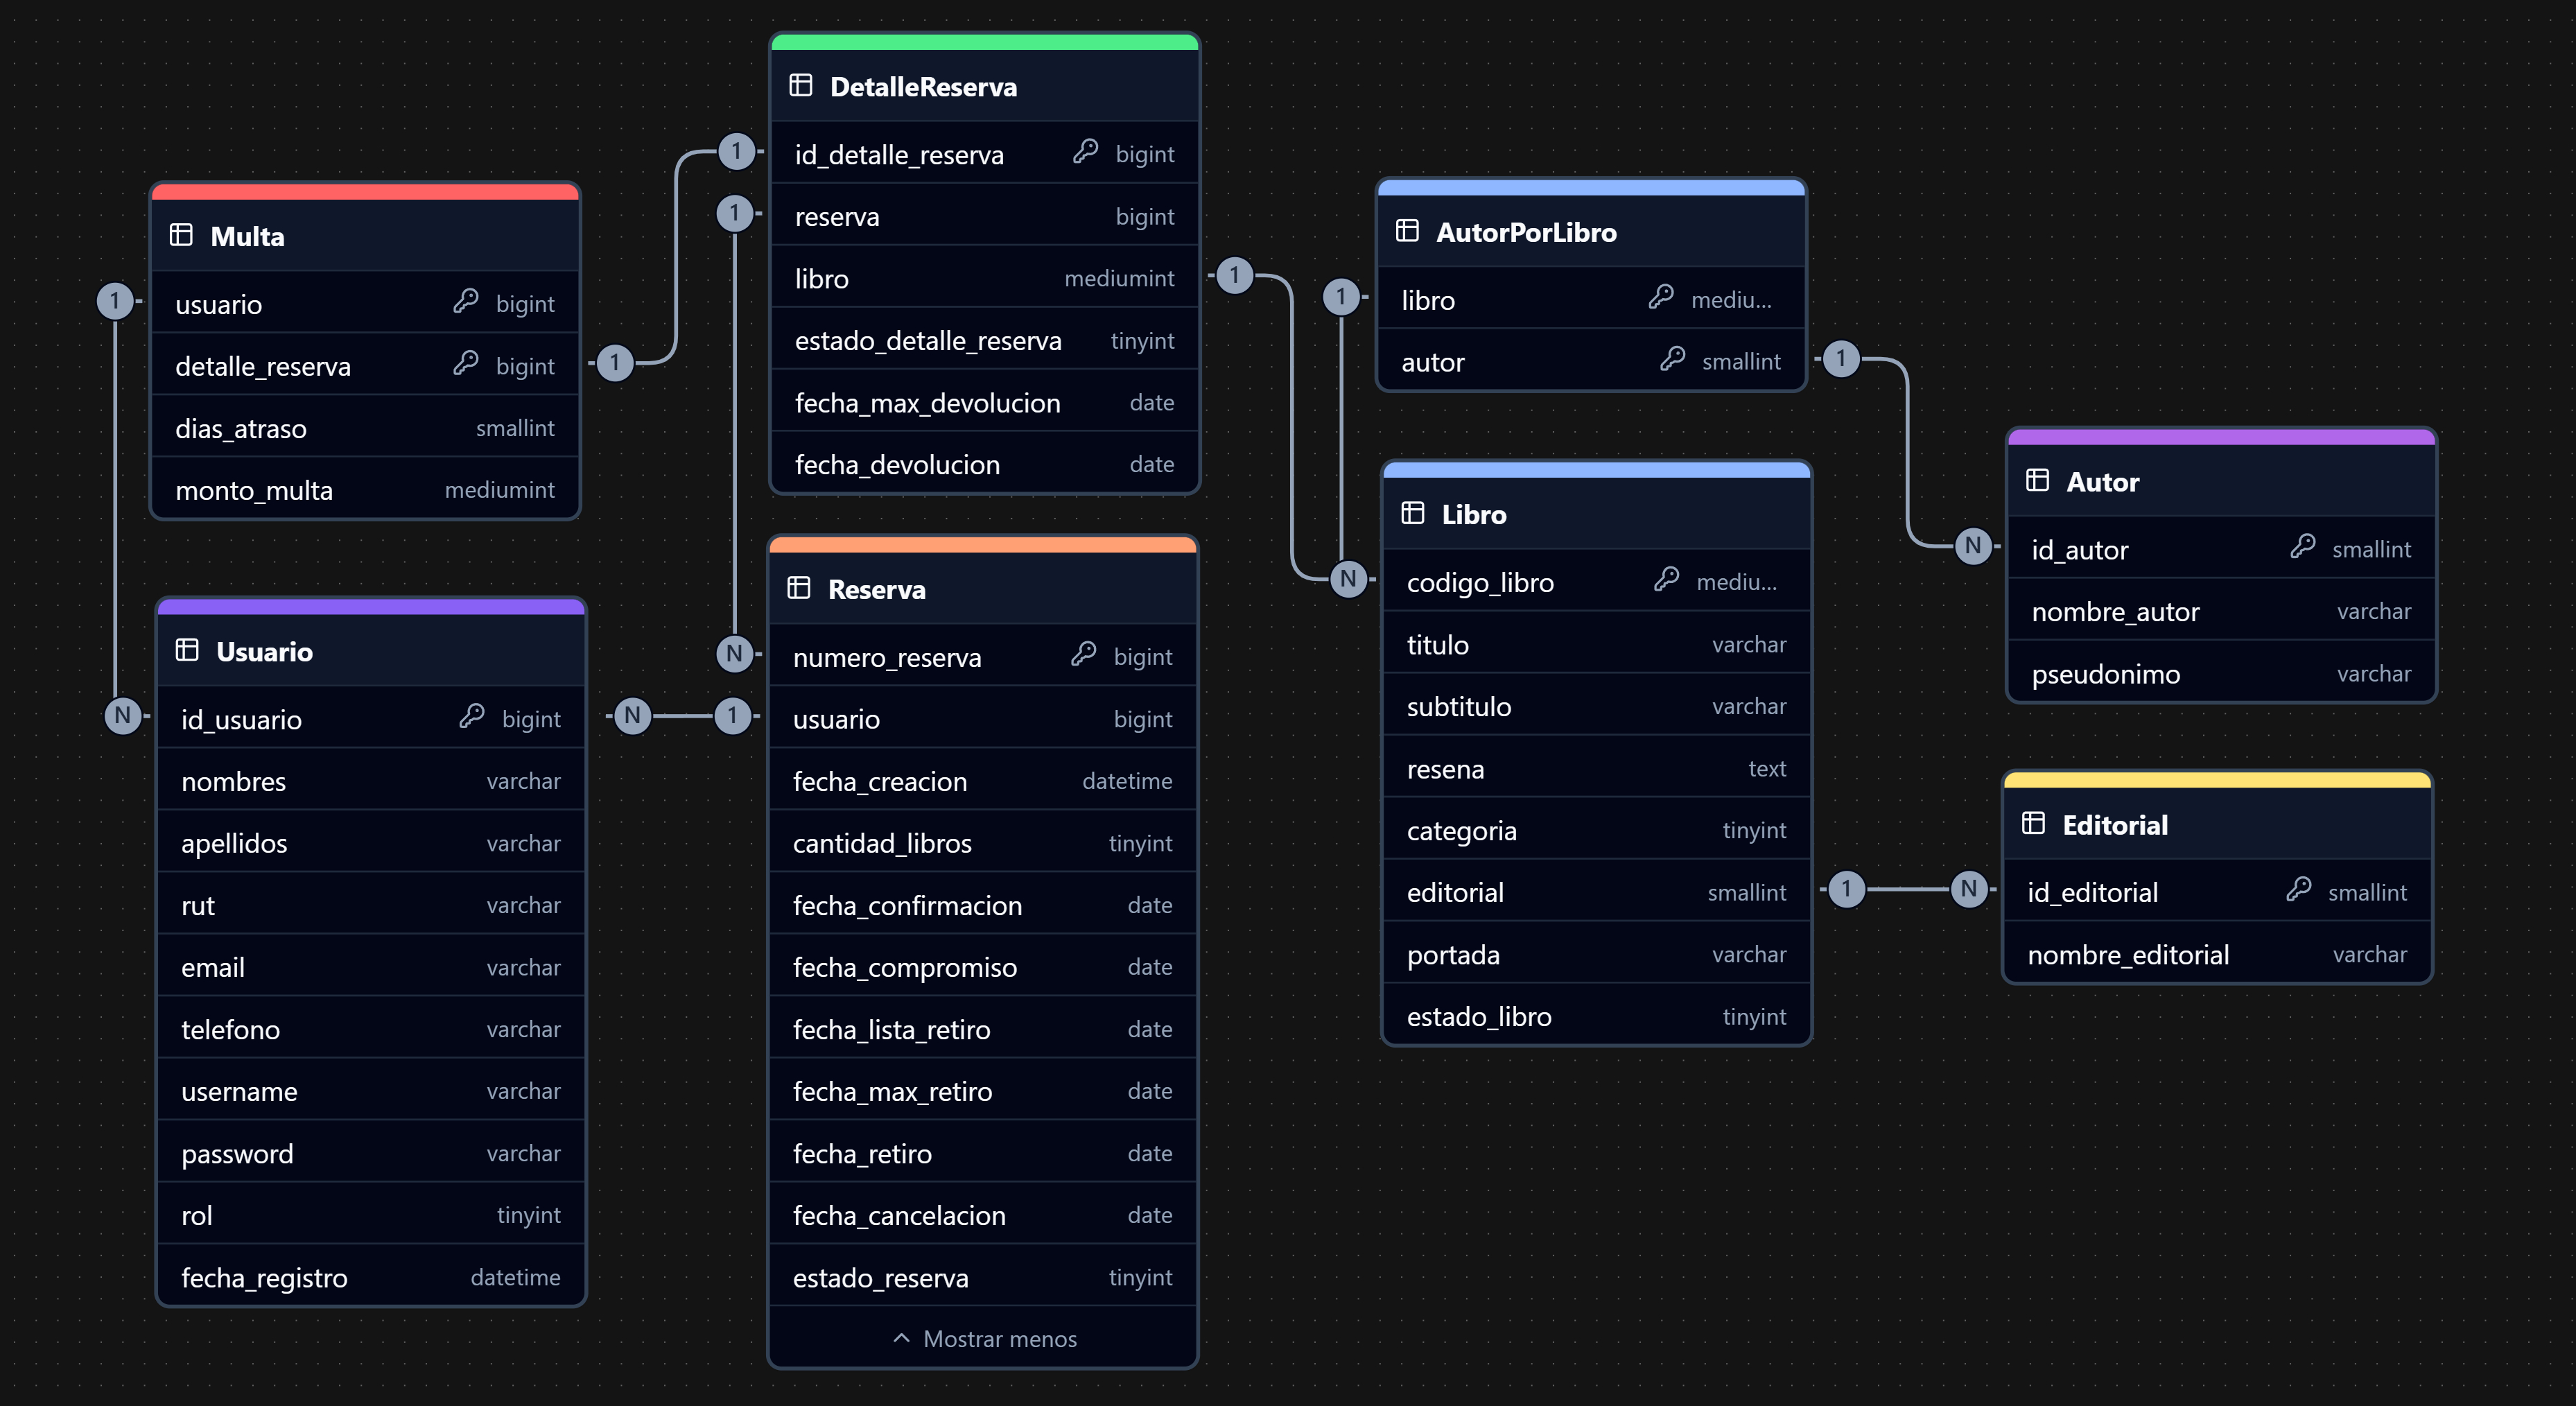 DetalleReserva
id_detalle_reserva bigint
reserva bigint
libro mediumint
estado_detalle_reserva tinyint
fecha_max_devolucion date
fecha_devolucion date
Multa
usuario bigint
detalle_reserva bigint
dias_atraso smallint
monto_multa mediumint
AutorPorLibro
libro mediu...
autor smallint
Autor
id_autor smallint
nombre_autor varchar
pseudonimo varchar
Libro
codigo_libro mediu...
titulo varchar
subtitulo varchar
resena text
categoria tinyint
editorial smallint
portada varchar
estado_libro tinyint
Reserva
numero_reserva bigint
usuario bigint
fecha_creacion datetime
cantidad_libros tinyint
fecha_confirmacion date
fecha_compromiso date
fecha_lista_retiro date
fecha_max_retiro date
fecha_retiro date
fecha_cancelacion date
estado_reserva tinyint
Mostrar menos
Usuario
id_usuario bigint
nombres varchar
apellidos varchar
rut varchar
email varchar
telefono varchar
username varchar
password varchar
rol tinyint
fecha_registro datetime
Editorial
id_editorial smallint
nombre_editorial varchar
1
1
1
1
N
N
N
1
1
1
N
1
N
1
N